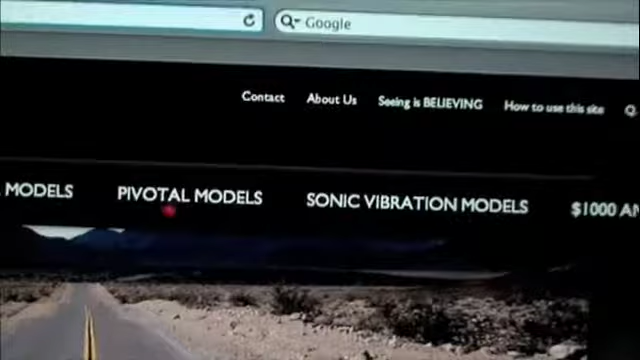 Google
Contact About Us Seeing is BELIEVING How to use this site
MODELS PIVOTAL MODELS SONIC VIBRATION MODELS $1000